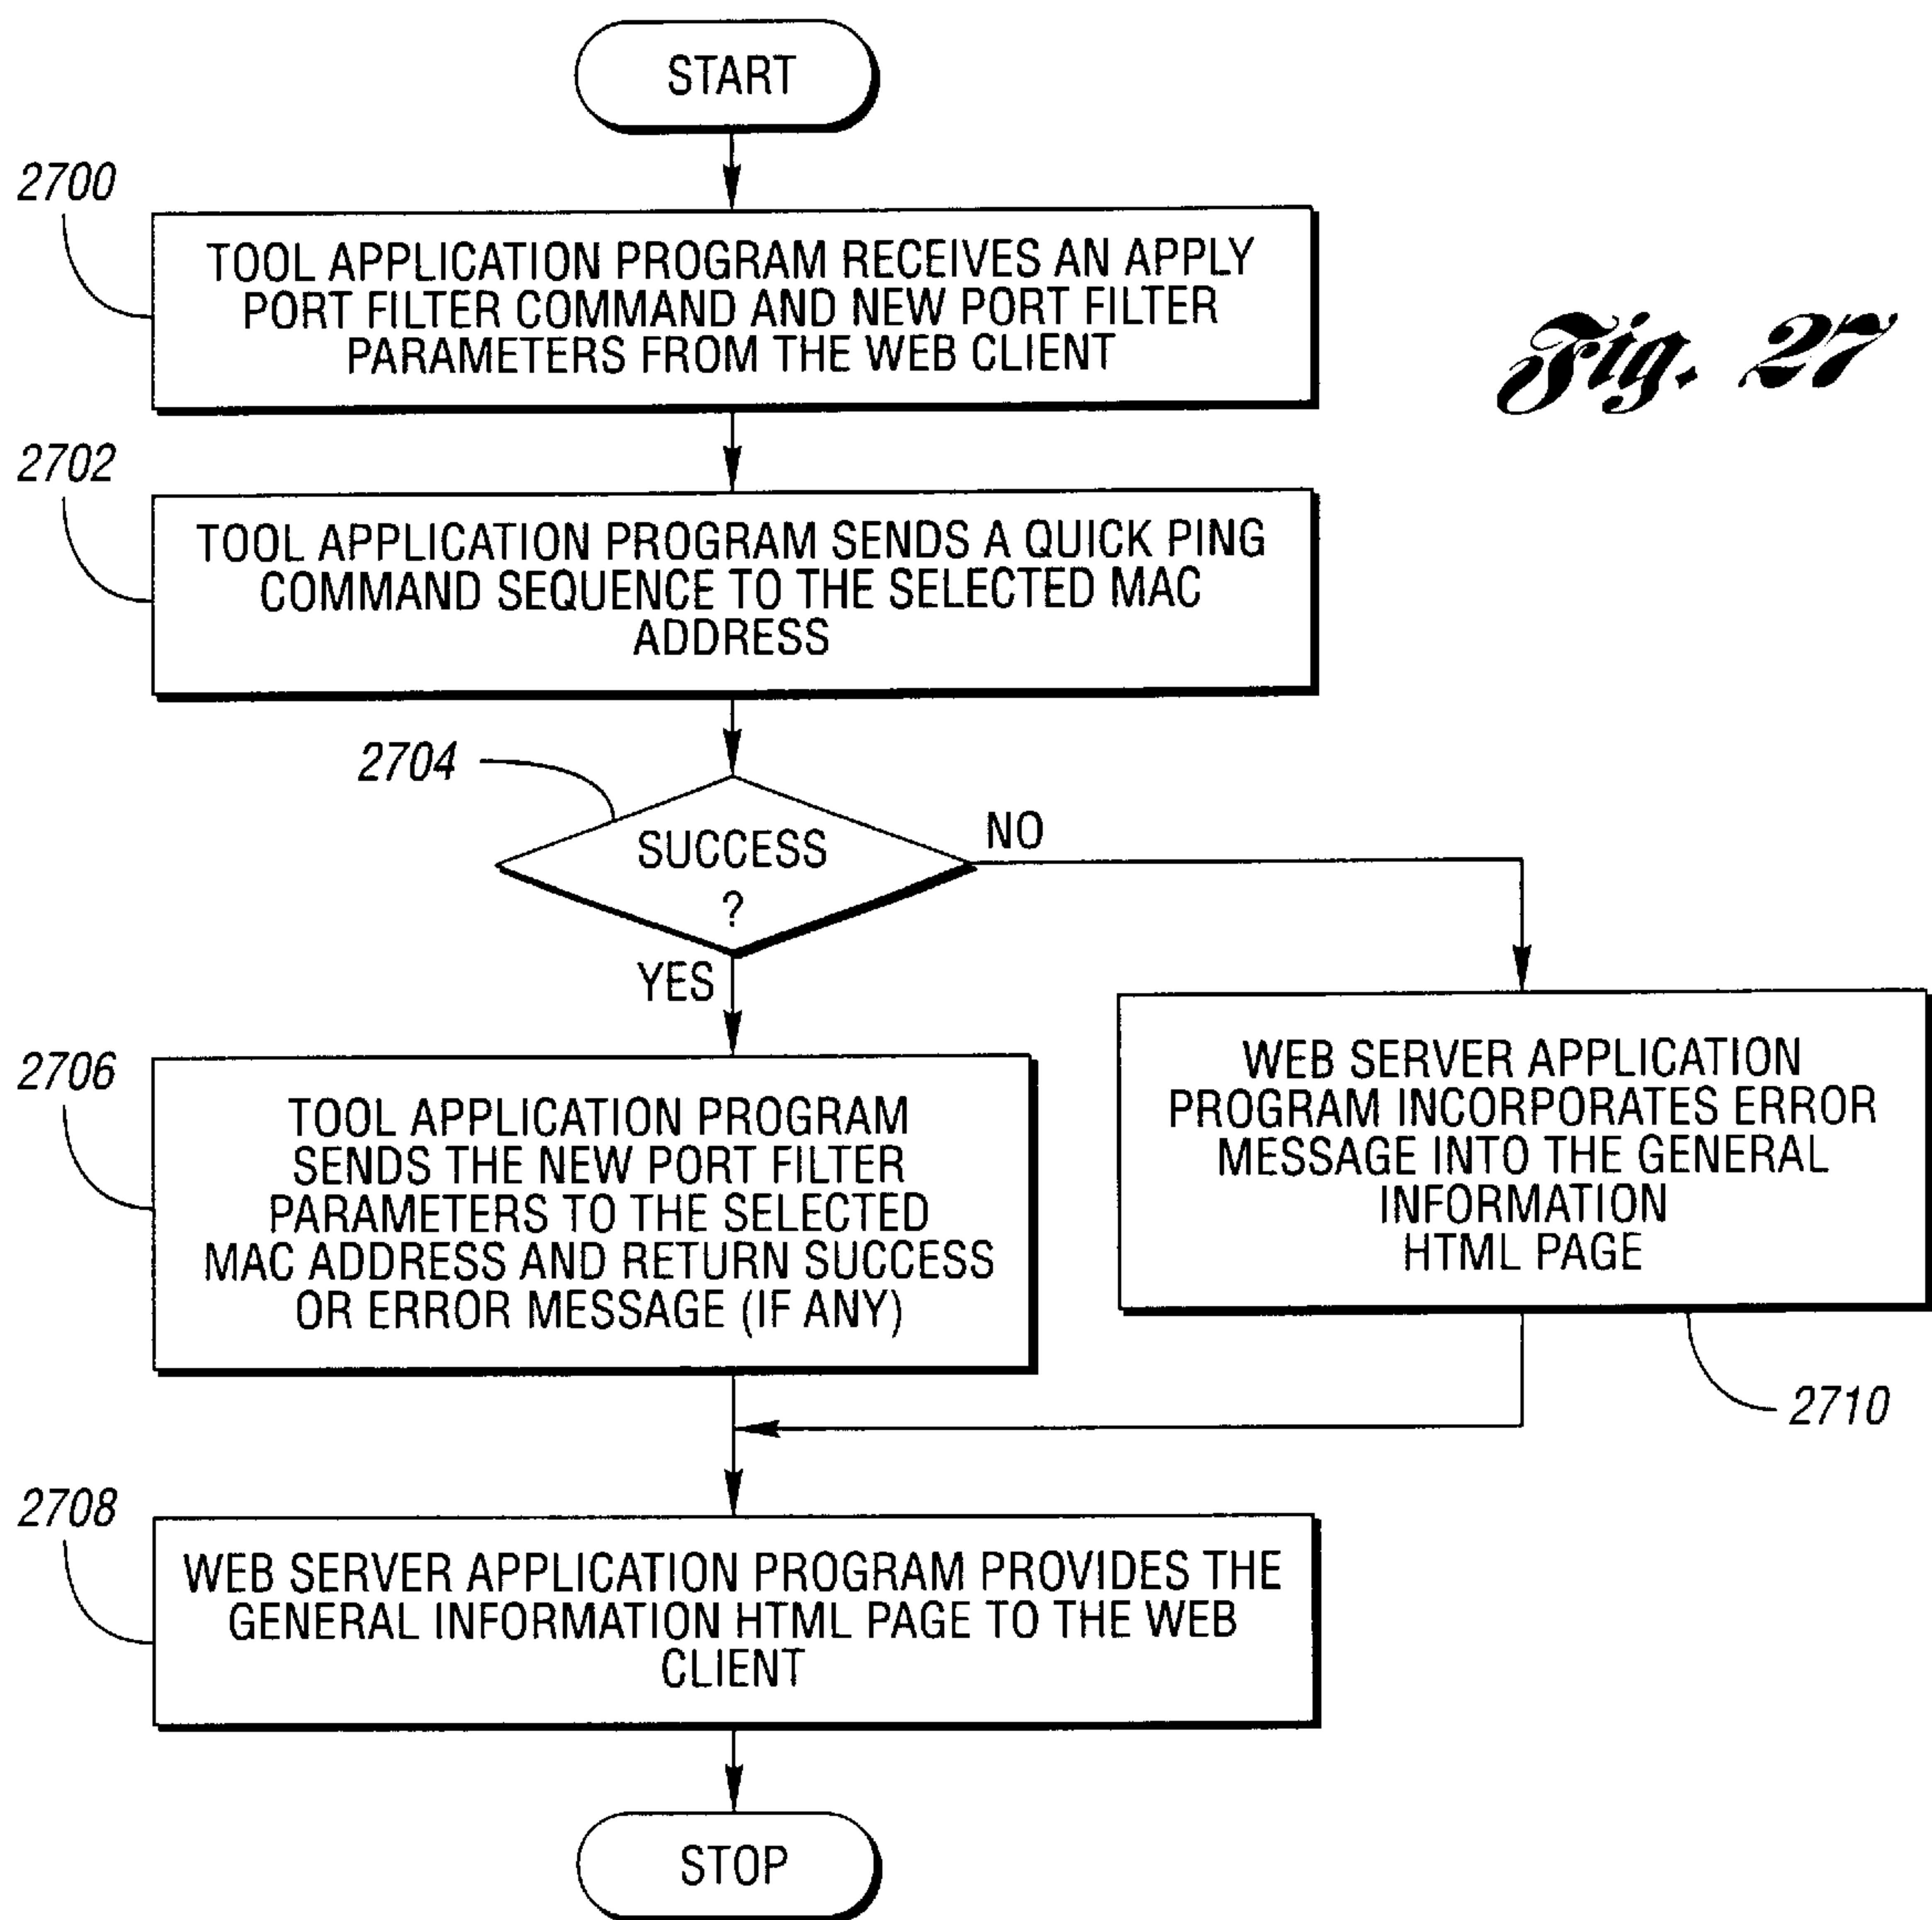 START
2700
TOOL APPLICATION PROGRAM RECEIVES AN APPLY
PORT FILTER COMMAND AND NEW PORT FILTER
PARAMETERS FROM THE WEB CLIENT
Fig. 27
2702
TOOL APPLICATION PROGRAM SENDS A QUICK PING
COMMAND SEQUENCE TO THE SELECTED MAC
ADDRESS
2704
SUCCESS
?
NO
YES
2706
TOOL APPLICATION PROGRAM
SENDS THE NEW PORT FILTER
PARAMETERS TO THE SELECTED
MAC ADDRESS AND RETURN SUCCESS
OR ERROR MESSAGE (IF ANY)
WEB SERVER APPLICATION
PROGRAM INCORPORATES ERROR
MESSAGE INTO THE GENERAL
INFORMATION
HTML PAGE
2710
2708
WEB SERVER APPLICATION PROGRAM PROVIDES THE
GENERAL INFORMATION HTML PAGE TO THE WEB
CLIENT
STOP